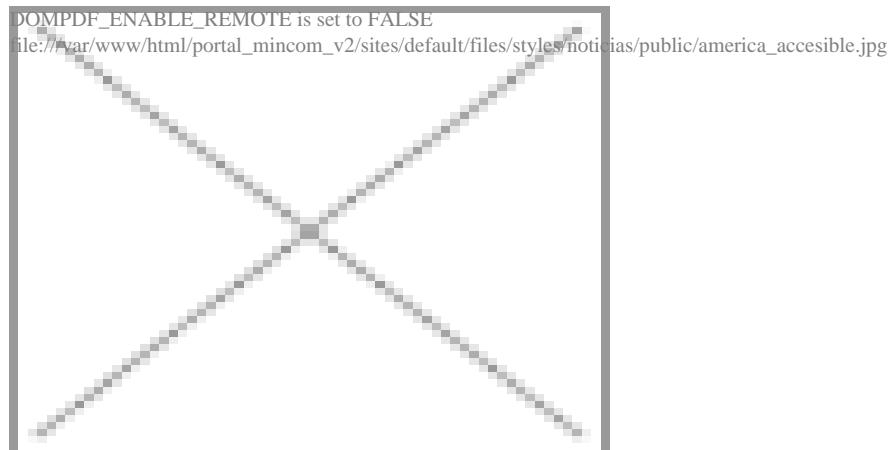 DOMPDF_ENABLE_REMOTE is set to FALSE
file:///var/www/html/portal_mincom_v2/sites/default/files/styles/noticias/public/america_accesible.jpg